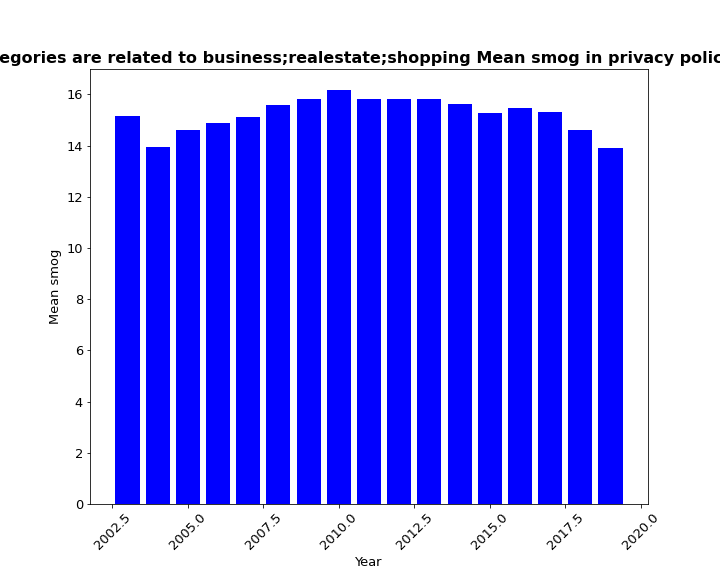 egories are related to business;realestate;shopping Mean smog in privacy polic
16
14
12
10
8
6
4
2
0
Mean smog
2002.5 2005.0 2007.5 2010.0 2012.5 2015.0 2017.5 2020.0
Year